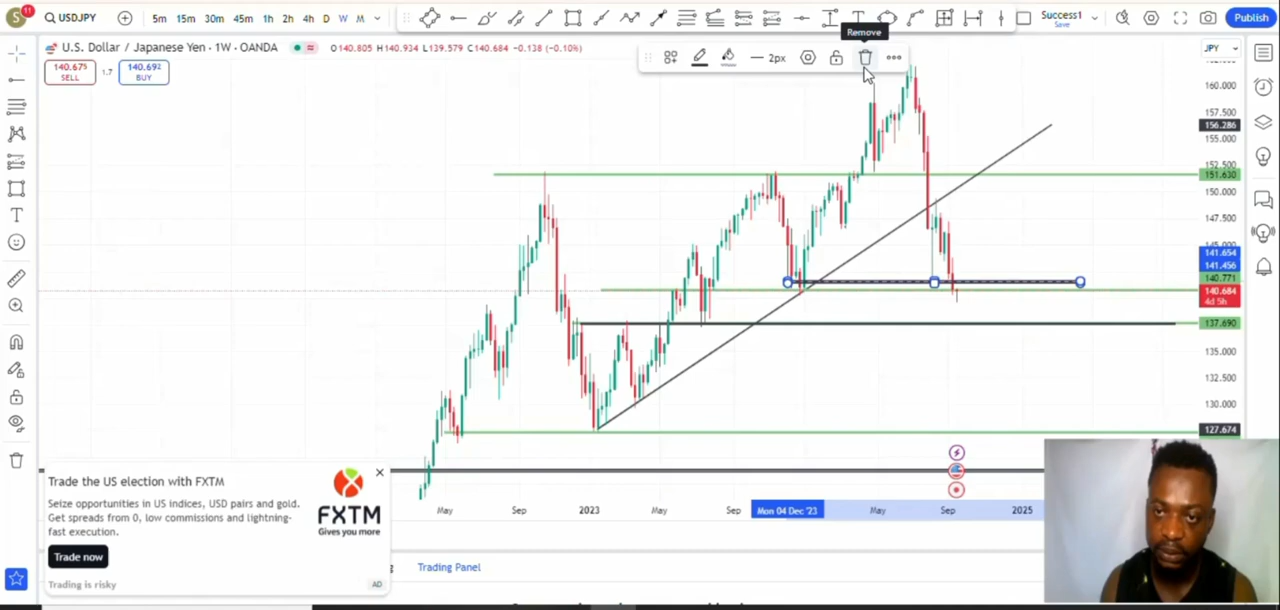 S 11 USDJPY 5m 15m 30m 45m 1h 2h 4h D W M Success1 Save Publish
Remove
U.S. Dollar / Japanese Yen · 1W · OANDA O140.805 H140.934 L139.579 C140.684 -0.138 (-0.10%) JPY
140.675 SELL 1.7 140.692 BUY
2px
160.000
157.500
156.286
155.000
152.500
151.630
150.000
147.500
145.000
141.654
141.456
140.771
140.684
4d 5h
137.690
135.000
132.500
130.000
127.674
May Sep 2023 May Sep Mon 04 Dec '23 May Sep 2025
Trade the US election with FXTM
Seize opportunities in US indices, USD pairs and gold.
Get spreads from 0, low commissions and lightning-
fast execution.
FXTM
Gives you more
Trade now
Trading is risky
AD
Trading Panel